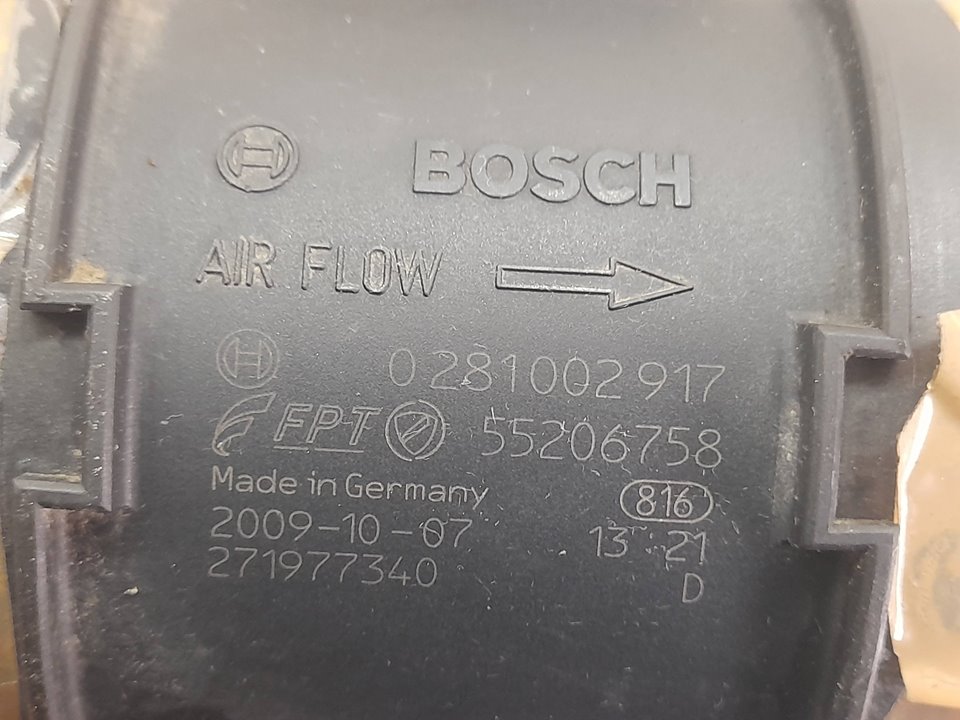 BOSCH
AIR FLOW
0 281 002 917
FPT 55206758
Made in Germany 816
2009-10-07 13 21
271977340 D